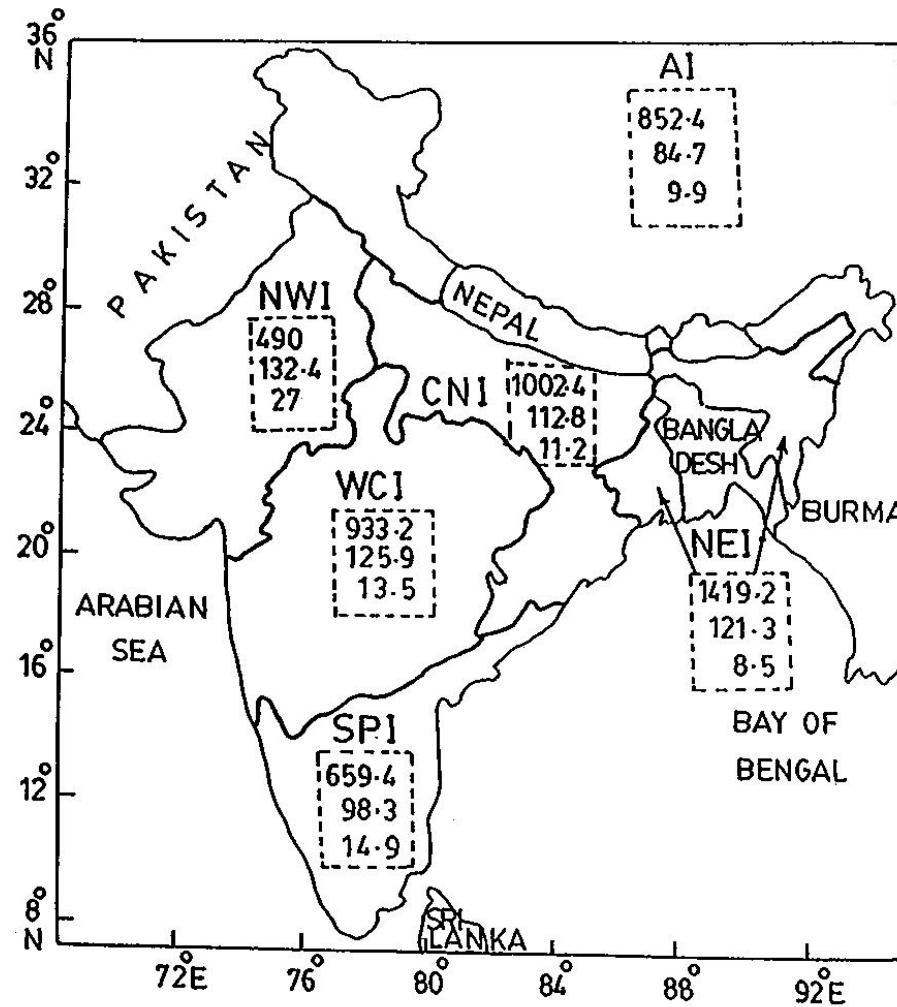 36°
N
32°
28°
24°
20°
16°
12°
8°
N
AI
852.4
84.7
9.9
PAKISTAN
NWI
490
132.4
27
NEPAL
CNI
1002.4
112.8
11.2
BANGLA
DESH
WCI
933.2
125.9
13.5
BURMA
NEI
1419.2
121.3
8.5
ARABIAN
SEA
SPI
659.4
98.3
14.9
BAY OF
BENGAL
SRI
LANKA
72°E
76°
80°
84°
88°
92°E